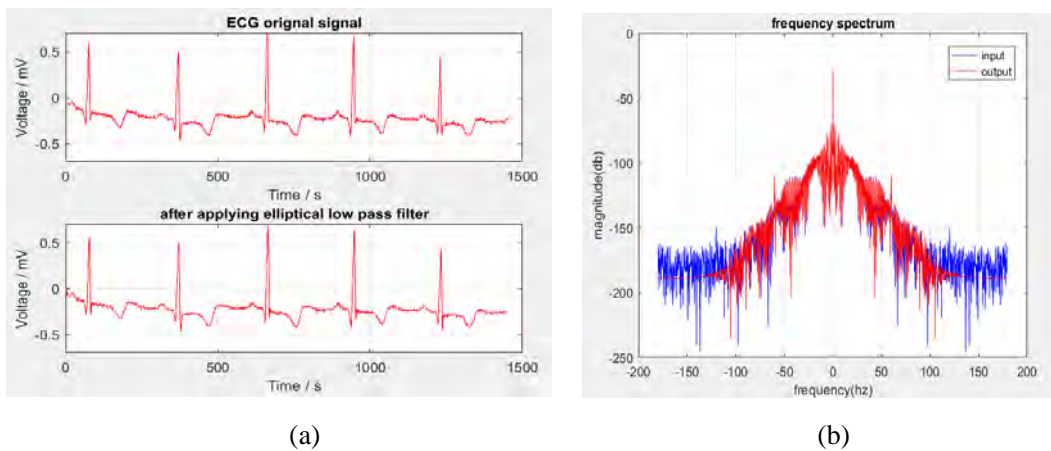 ECG orignal signal
0.5
0
-0.5
Voltage / mV
0 500 1000 1500
Time / s
after applying elliptical low pass filter
0.5
0
-0.5
Voltage / mV
0 500 1000 1500
Time / s
(a)
frequency spectrum
input
output
0
-50
-100
-150
-200
-250
magnitude(db)
-200 -150 -100 -50 0 50 100 150 200
frequency(hz)
(b)